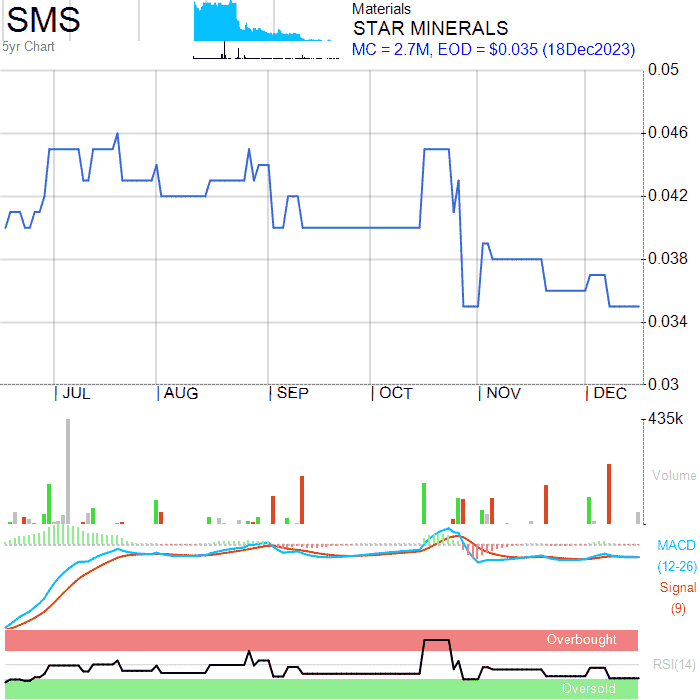 SMS
5yr Chart
Materials
STAR MINERALS
MC = 2.7M, EOD = $0.035 (18Dec2023)
0.05
0.046
0.042
0.038
0.034
0.03
JUL AUG SEP OCT NOV DEC
435k
Volume
MACD
(12-26)
Signal
(9)
Overbought
RSI(14)
Oversold